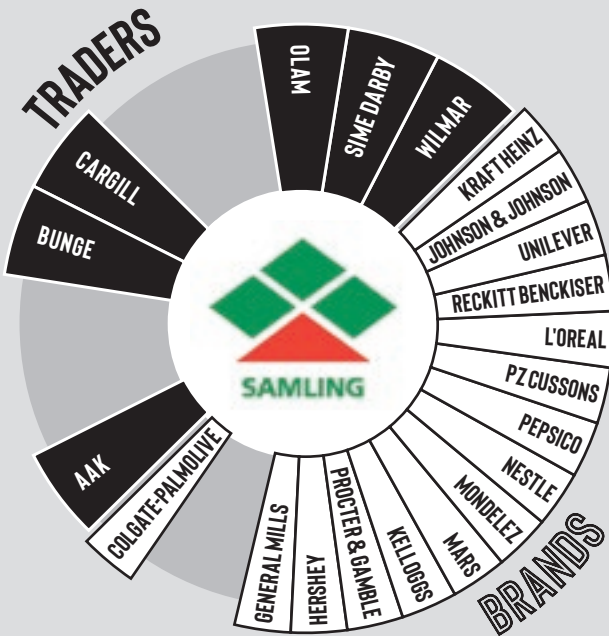 TRADERS
OLAM
SIME DARBY
WILMAR
CARGILL
BUNGE
AAK
SAMLING
KRAFT HEINZ
JOHNSON & JOHNSON
UNILEVER
RECKITT BENCKISER
L'OREAL
PZ CUSSONS
PEPSICO
NESTLE
MONDELEZ
MARS
KELLOGGS
PROCTER & GAMBLE
HERSHEY
GENERAL MILLS
COLGATE-PALMOLIVE
BRANDS